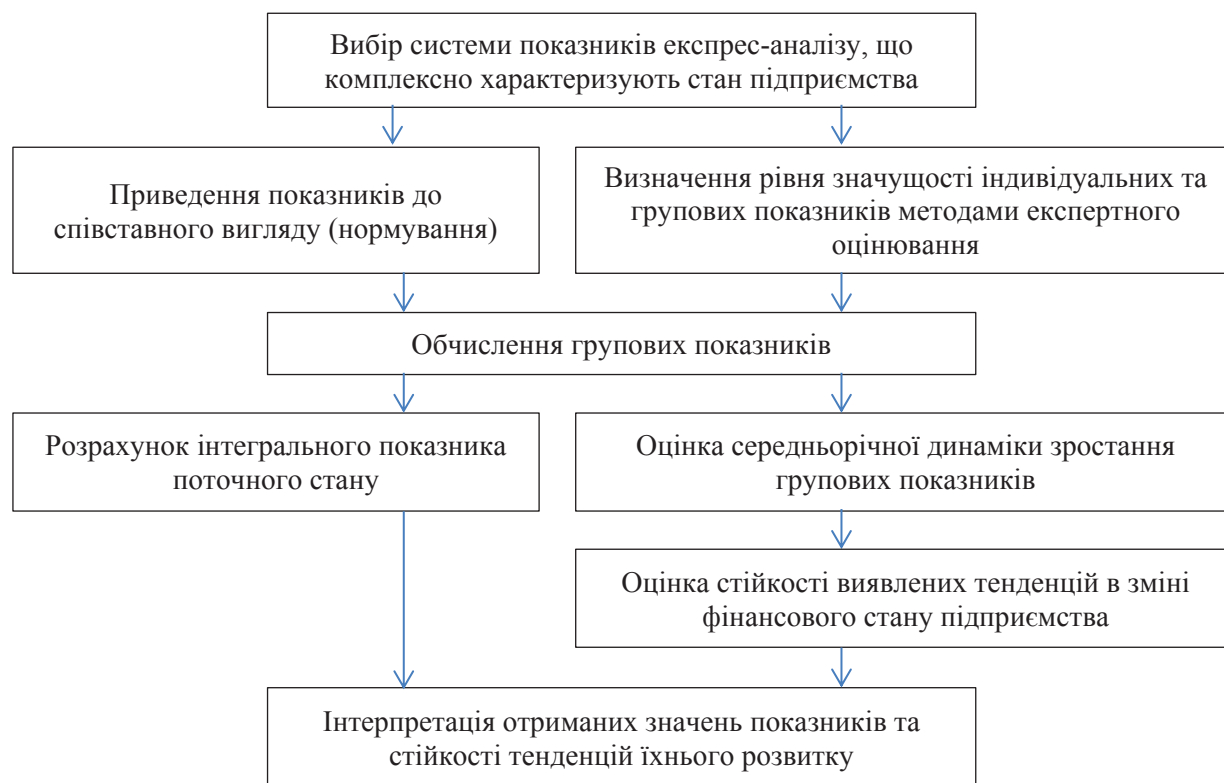 Вибір системи показників експрес-аналізу, що
комплексно характеризують стан підприємства
Приведення показників до
співставного вигляду (нормування)
Визначення рівня значущості індивідуальних та
групових показників методами експертного
оцінювання
Обчислення групових показників
Розрахунок інтегрального показника
поточного стану
Оцінка середньорічної динаміки зростання
групових показників
Оцінка стійкості виявлених тенденцій в зміні
фінансового стану підприємства
Інтерпретація отриманих значень показників та
стійкості тенденцій їхнього розвитку